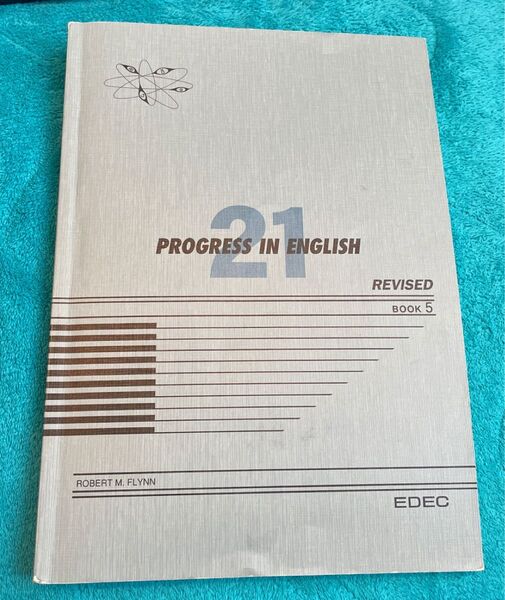 21
PROGRESS IN ENGLISH
REVISED
BOOK 5
ROBERT M. FLYNN
EDEC